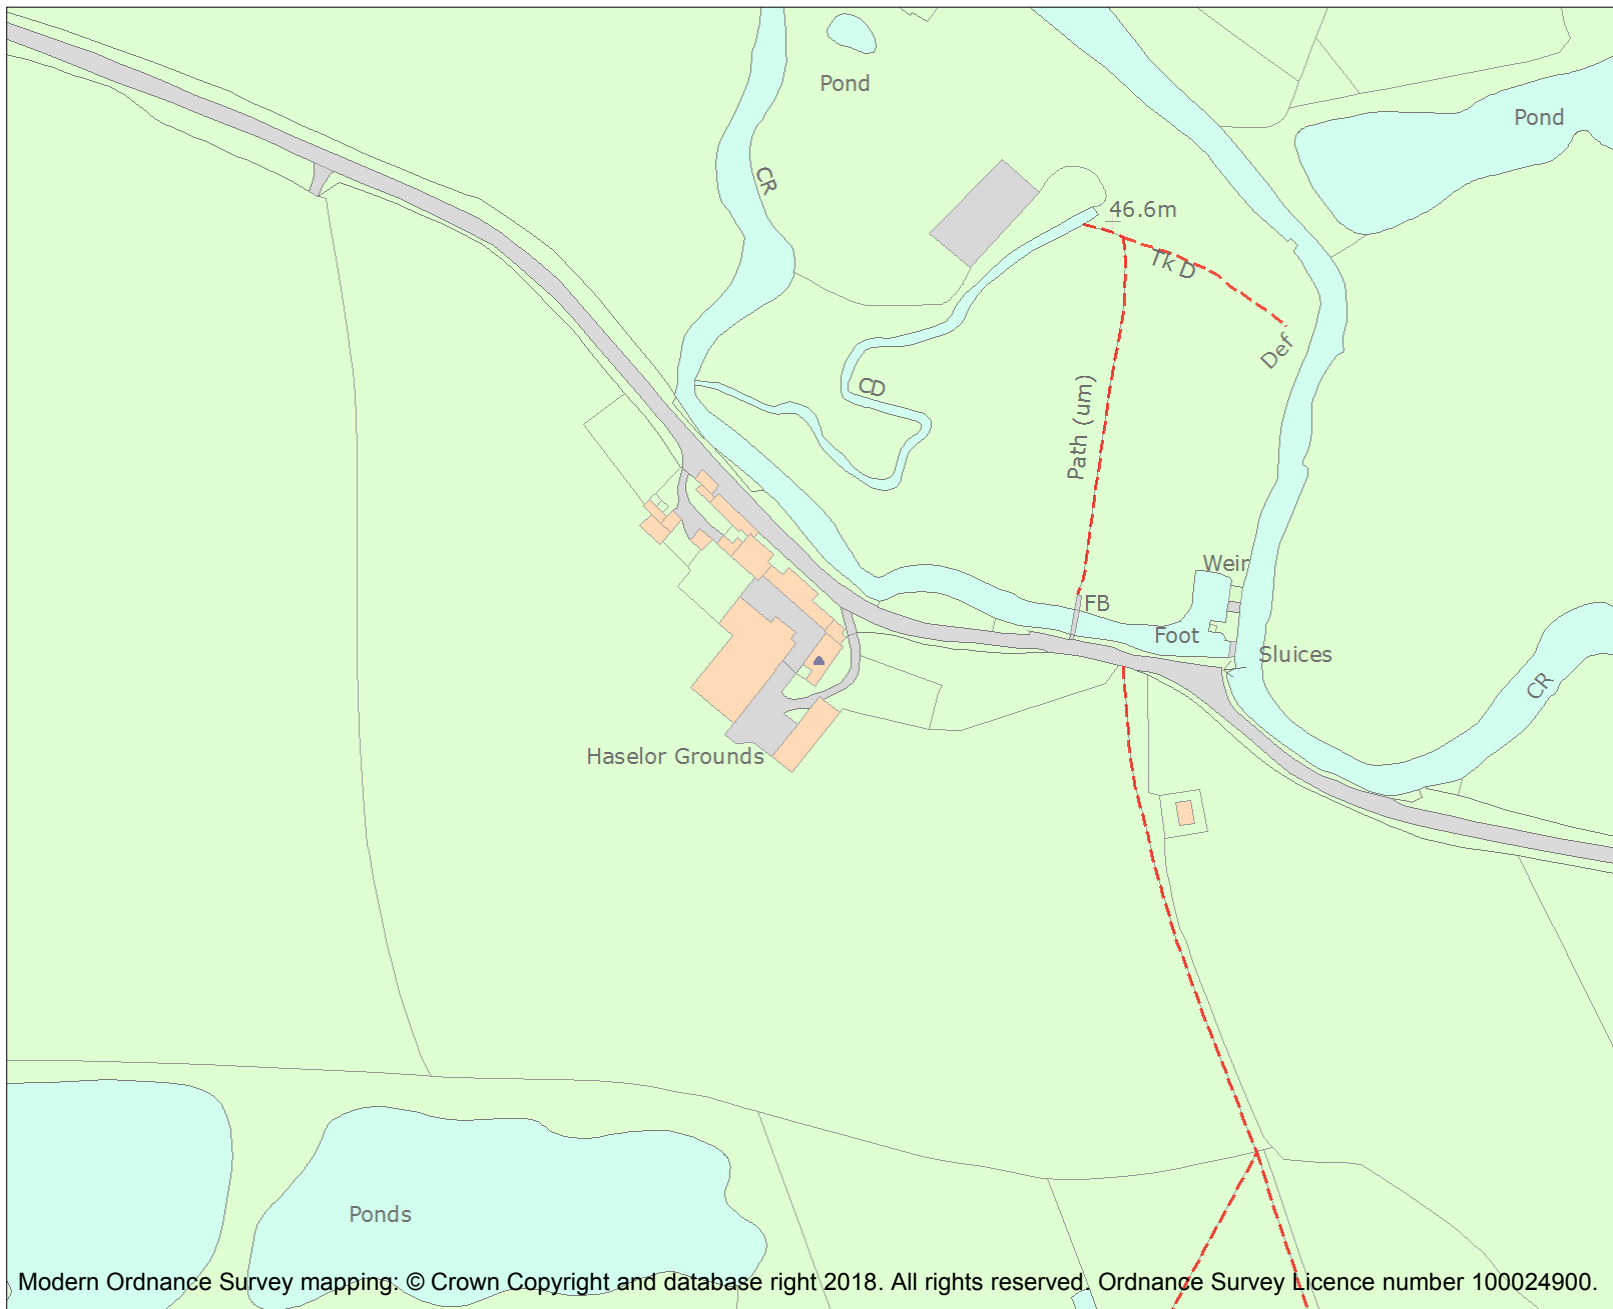 Pond
Pond
CR
46.6m
Tk D
Def
CD
Path (um)
Weir
FB
Foot
Sluices
CR
Haselor Grounds
Ponds
Modern Ordnance Survey mapping: © Crown Copyright and database right 2018. All rights reserved. Ordnance Survey Licence number 100024900.